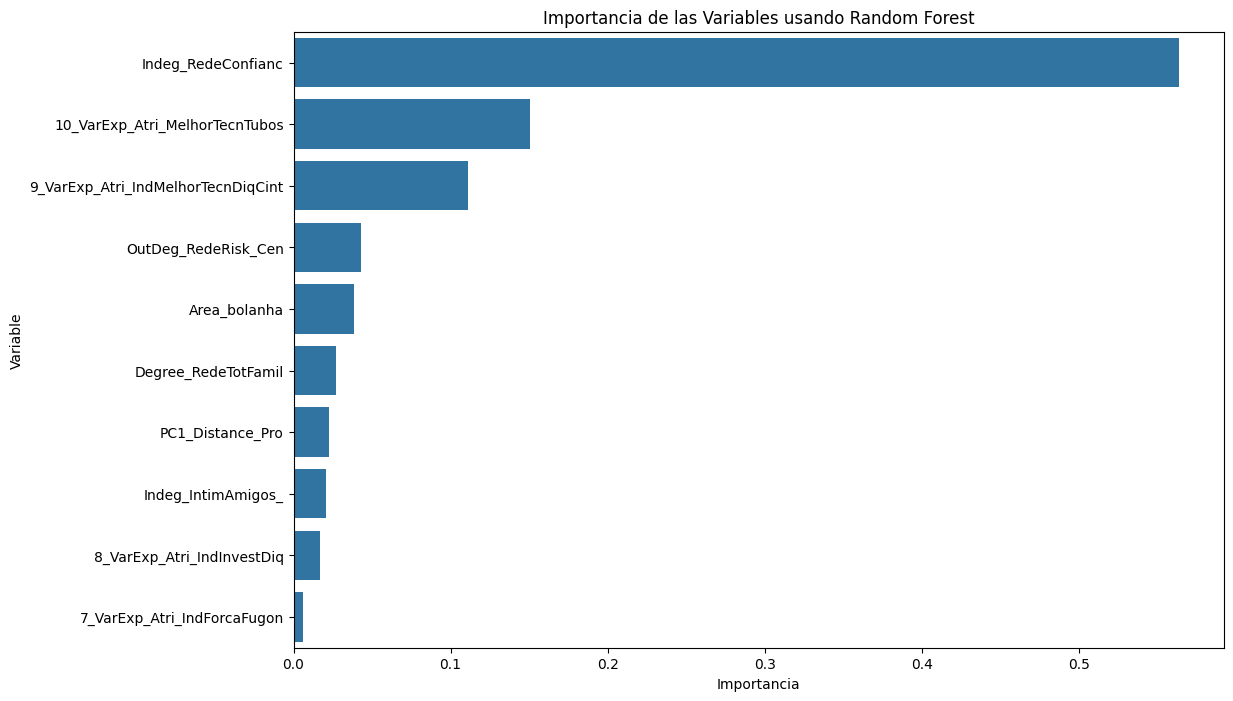 Importancia de las Variables usando Random Forest
Variable
Indeg_RedeConfianc
10_VarExp_Atri_MelhorTecnTubos
9_VarExp_Atri_IndMelhorTecnDiqCint
OutDeg_RedeRisk_Cen
Area_bolanha
Degree_RedeTotFamil
PC1_Distance_Pro
Indeg_IntimAmigos_
8_VarExp_Atri_IndInvestDiq
7_VarExp_Atri_IndForcaFugon
0.0 0.1 0.2 0.3 0.4 0.5
Importancia